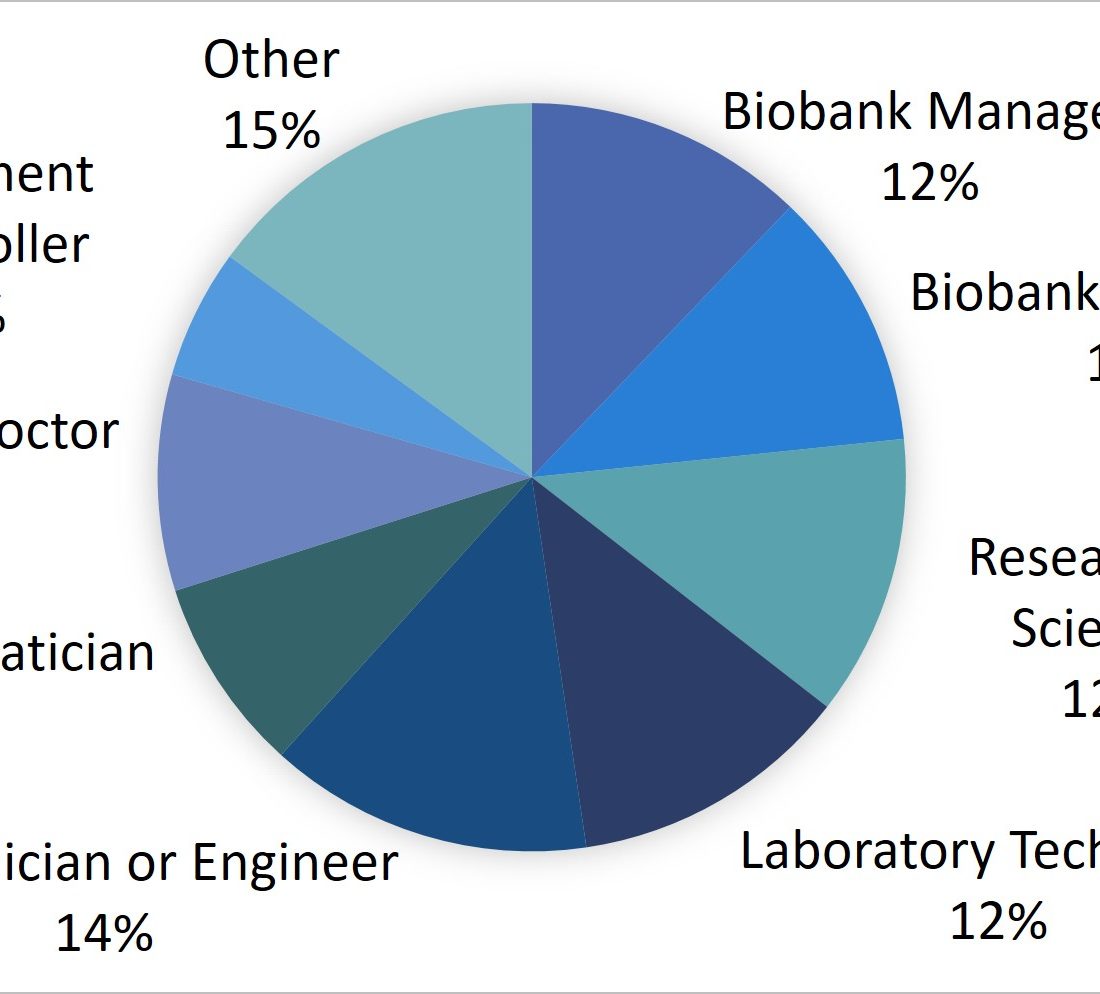 Other
15%
Biobank Manage
12%
Biobank
1
Resea
Scie
12
Laboratory Tech
12%
ician or Engineer
14%
atician
octor
nent
oller
%